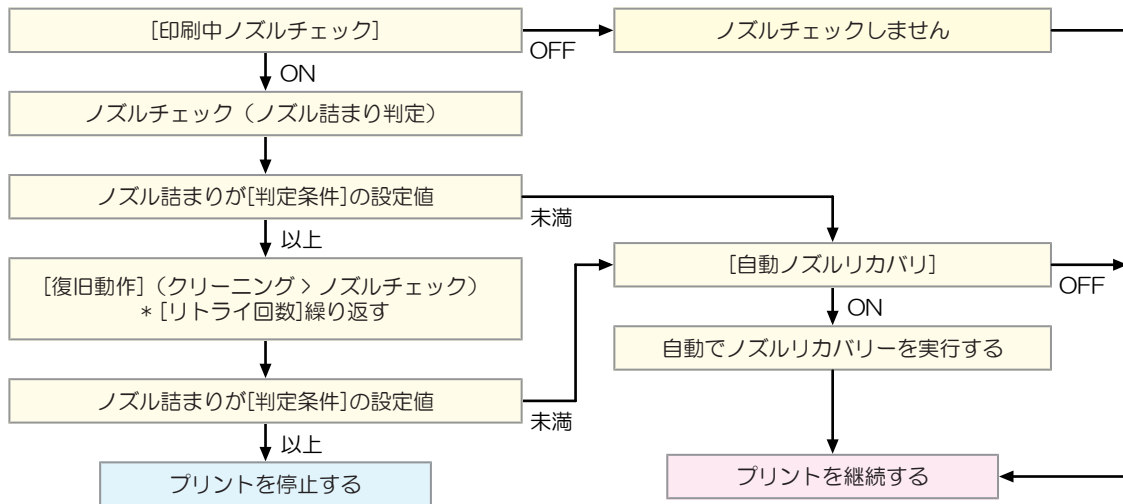 [印刷中ノズルチェック]
OFF
ノズルチェックしません
ON
ノズルチェック（ノズル詰まり判定）
ノズル詰まりが[判定条件]の設定値
未満
以上
[自動ノズルリカバリ]
OFF
[復旧動作]（クリーニング > ノズルチェック）
* [リトライ回数]繰り返す
ON
自動でノズルリカバリーを実行する
ノズル詰まりが[判定条件]の設定値
未満
以上
プリントを停止する
プリントを継続する